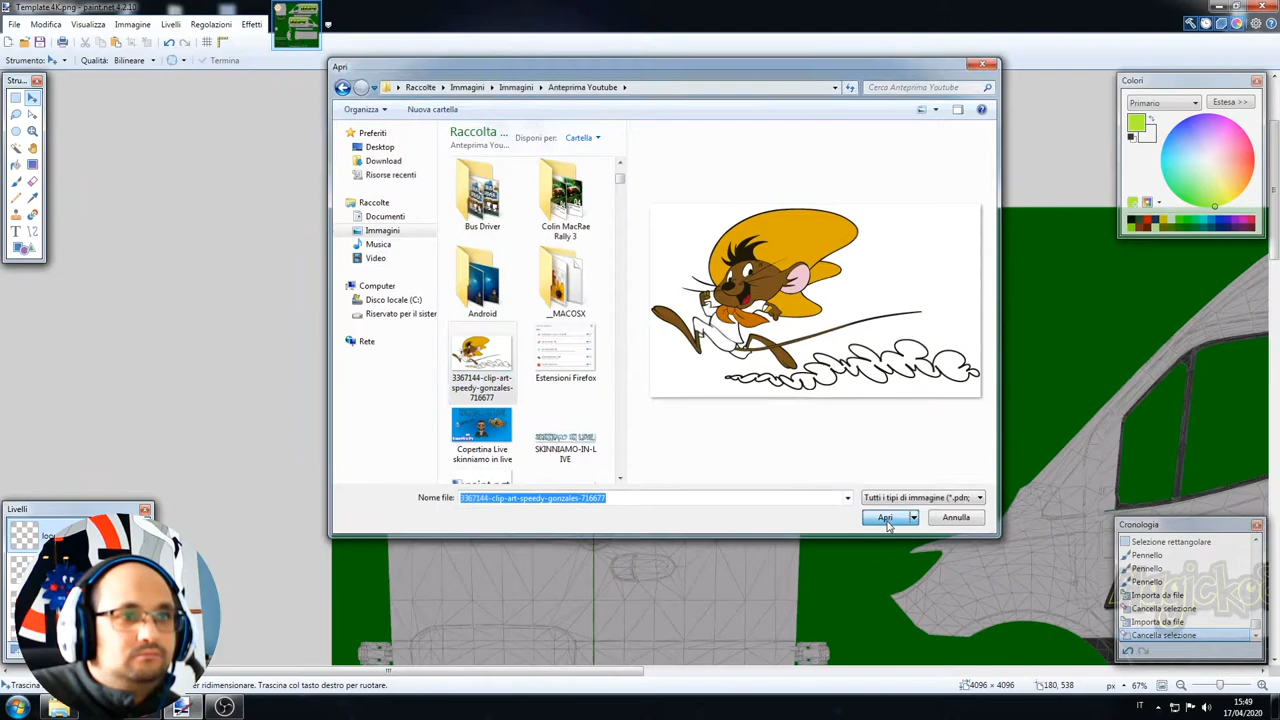 Template 4K.png - paint.net 4.2.10
File Modifica Visualizza Immagine Livelli Regolazioni Effetti
Strumento: Qualità: Bilineare Termina
Stru...
Apri
Raccolte Immagini Immagini Anteprima Youtube
Cerca Anteprima Youtube
Organizza Nuova cartella
Preferiti
Desktop
Download
Risorse recenti
Raccolte
Documenti
Immagini
Musica
Video
Computer
Disco locale (C:)
Riservato per il sister
Rete
Raccolta ...
Anteprima You...
Disponi per: Cartella
Bus Driver
Colin MacRae
Rally 3
Android
__MACOSX
3367144-clip-art-
speedy-gonzales-
716677
Estensioni Firefox
Copertina Live
skinniamo in live
SKINNIAMO-IN-L
IVE
Nome file: 3367144-clip-art-speedy-gonzales-716677
Tutti i tipi di immagine (*.pdn;
Apri Annulla
Colori
Primario
Estesa >>
Livelli
Cronologia
Selezione rettangolare
Pennello
Pennello
Pennello
Importa da file
Cancella selezione
Importa da file
Cancella selezione
Trascina
er ridimensionare. Trascina col tasto destro per ruotare.
4096 × 4096
180, 538
px
67%
IT
15:49
17/04/2020